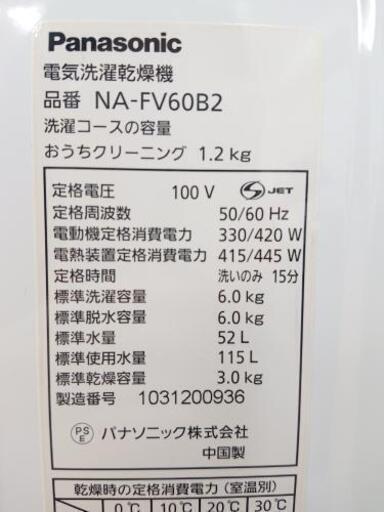 Panasonic
電気洗濯乾燥機
品番 NA-FV60B2
洗濯コースの容量
おうちクリーニング 1.2 kg
定格電圧 100 V S JET
定格周波数 50/60 Hz
電動機定格消費電力 330/420 W
電熱装置定格消費電力 415/445 W
定格時間 洗いのみ 15分
標準洗濯容量 6.0 kg
標準脱水容量 6.0 kg
標準水量 52 L
標準使用水量 115 L
標準乾燥容量 3.0 kg
製造番号 1031200936
PS E パナソニック株式会社
中国製
乾燥時の定格消費電力 (室温別)
0℃ 10℃ 20℃ 30℃